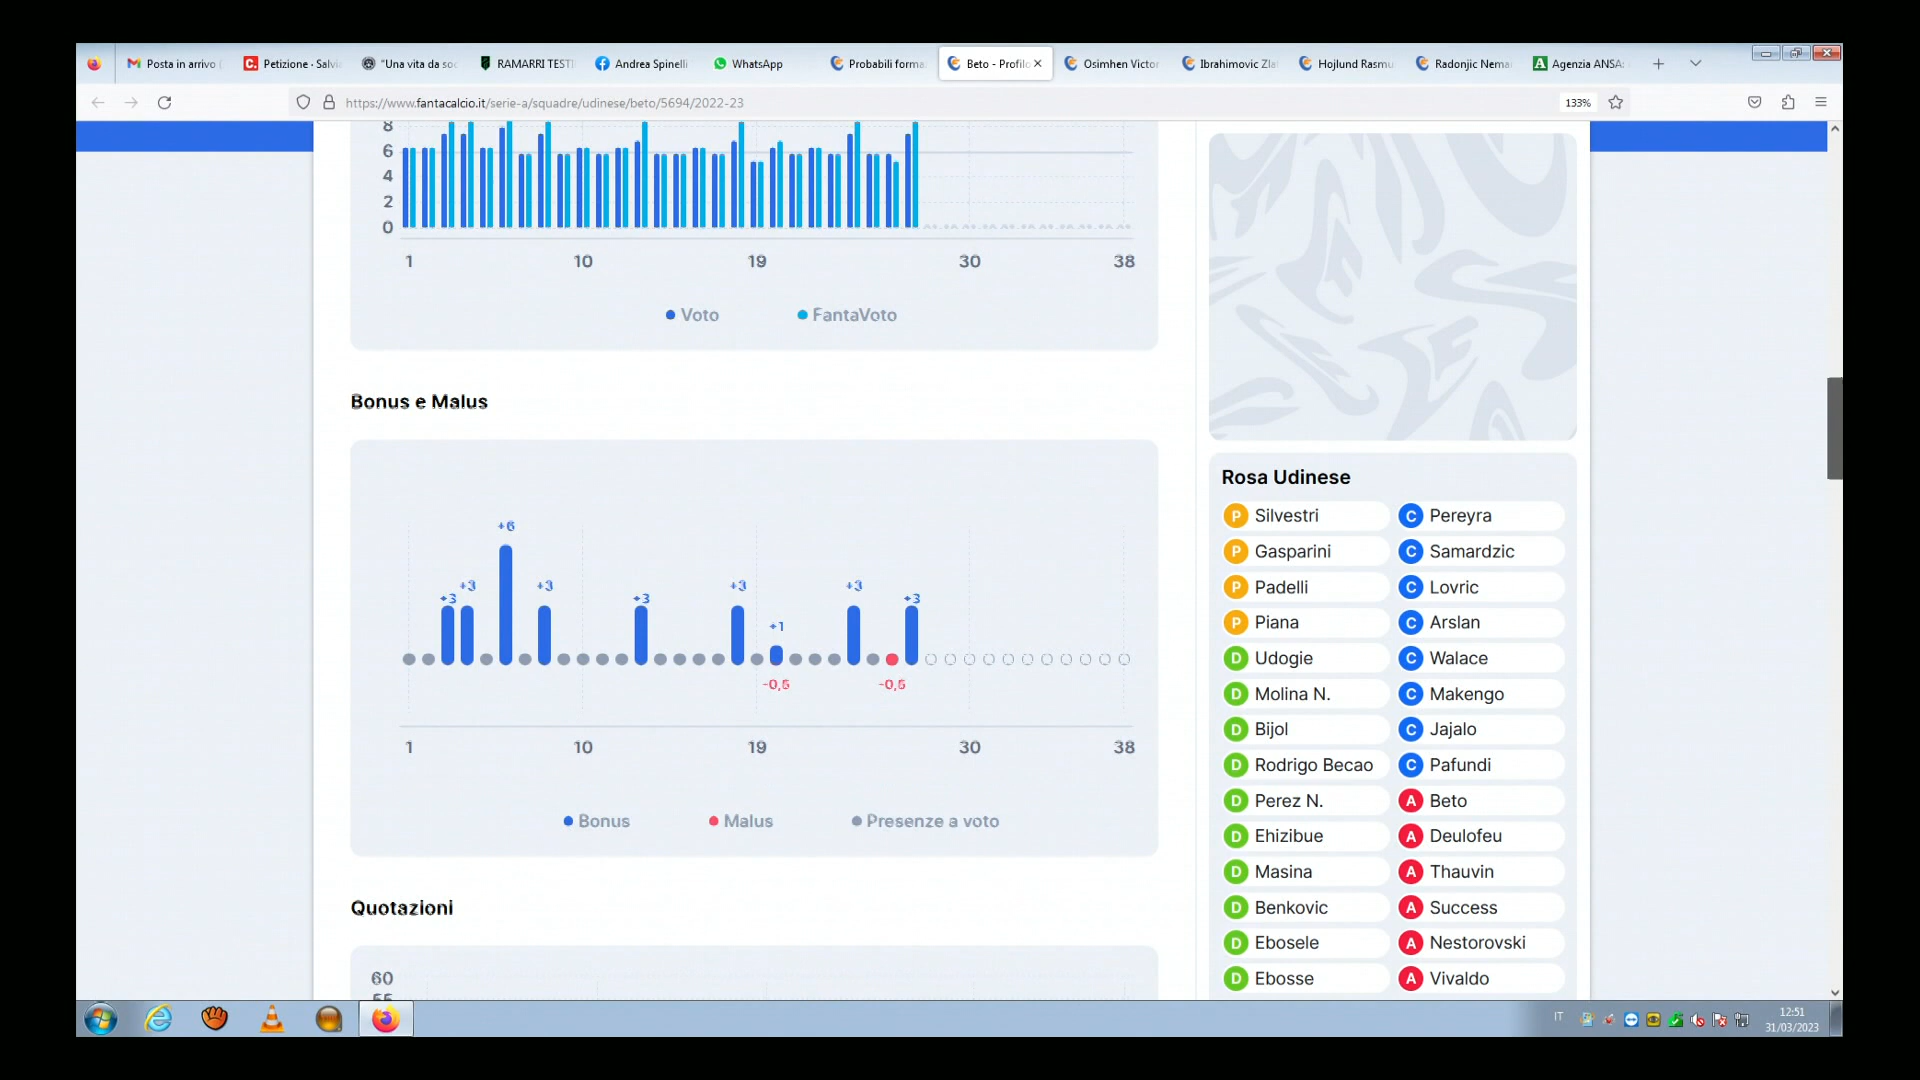 Posta in arrivo
Petizione · Salvi
"Una vita da soc
RAMARRI TESTI
Andrea Spinelli
WhatsApp
Probabili forma
Beto - Profilo
Osimhen Victor
Ibrahimovic Zla
Hojlund Rasmu
Radonjic Nema
Agenzia ANSA:
https://www.fantacalcio.it/serie-a/squadre/udinese/beto/5694/2022-23
133%
8
6
4
2
0
1 10 19 30 38
Voto FantaVoto
Bonus e Malus
+6
+3 +3 +3 +3 +3 +3 +3
+1
-0,5 -0,5
1 10 19 30 38
Bonus Malus Presenze a voto
Quotazioni
60
55
Rosa Udinese
P Silvestri C Pereyra
P Gasparini C Samardzic
P Padelli C Lovric
P Piana C Arslan
D Udogie C Walace
D Molina N. C Makengo
D Bijol C Jajalo
D Rodrigo Becao C Pafundi
D Perez N. A Beto
D Ehizibue A Deulofeu
D Masina A Thauvin
D Benkovic A Success
D Ebosele A Nestorovski
D Ebosse A Vivaldo
IT
12:51
31/03/2023